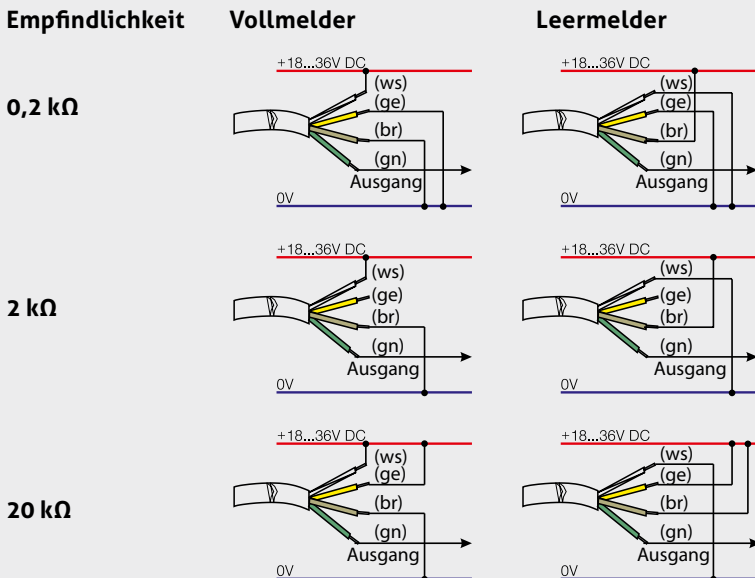 Empfindlichkeit Vollmelder Leermelder
0,2 kΩ
+18...36V DC
(ws)
(ge)
(br)
(gn)
Ausgang
0V
+18...36V DC
(ws)
(ge)
(br)
(gn)
Ausgang
0V
2 kΩ
+18...36V DC
(ws)
(ge)
(br)
(gn)
Ausgang
0V
+18...36V DC
(ws)
(ge)
(br)
(gn)
Ausgang
0V
20 kΩ
+18...36V DC
(ws)
(ge)
(br)
(gn)
Ausgang
0V
+18...36V DC
(ws)
(ge)
(br)
(gn)
Ausgang
0V